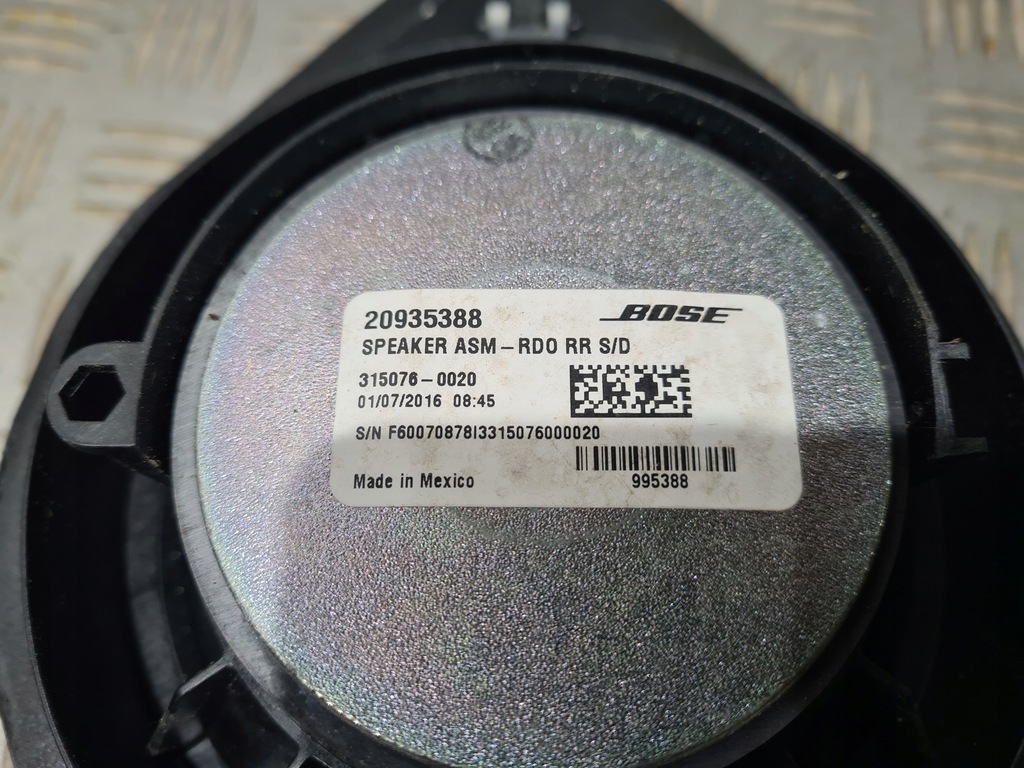 20935388 BOSE
SPEAKER ASM-RDO RR S/D
315076-0020
01/07/2016 08:45
S/N F60070878I3315076000020
Made in Mexico 995388